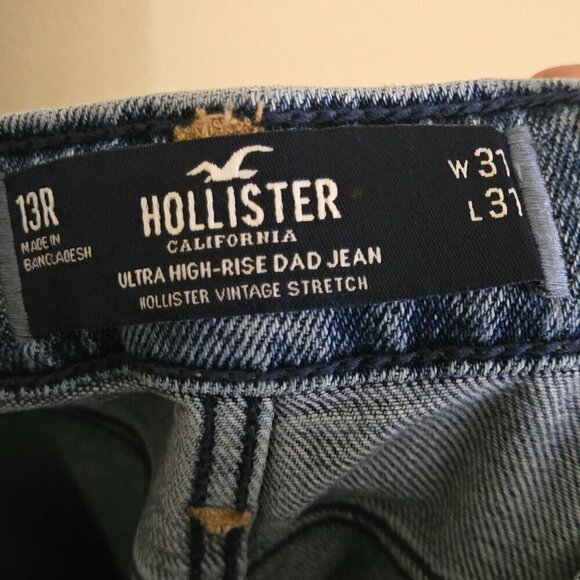 13R
MADE IN
BANGLADESH
HOLLISTER
CALIFORNIA
ULTRA HIGH-RISE DAD JEAN
HOLLISTER VINTAGE STRETCH
W 31
L 31